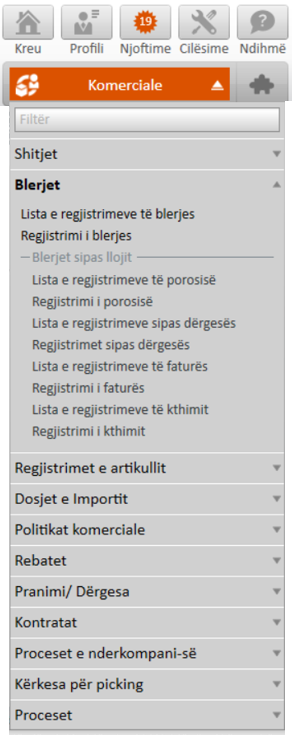 19
Kreu Profili Njoftime Cilësime Ndihmë
Komerciale
Filtër
Shitjet
Blerjet
Lista e regjistrimeve të blerjes
Regjistrimi i blerjes
Blerjet sipas llojit
Lista e regjistrimeve të porosisë
Regjistrimi i porosisë
Lista e regjistrimeve sipas dërgesës
Regjistrimet sipas dërgesës
Lista e regjistrimeve të faturës
Regjistrimi i faturës
Lista e regjistrimeve të kthimit
Regjistrimi i kthimit
Regjistrimet e artikullit
Dosjet e Importit
Politikat komerciale
Rebatet
Pranimi/ Dërgesa
Kontratat
Proceset e nderkompani-së
Kërkesa për picking
Proceset